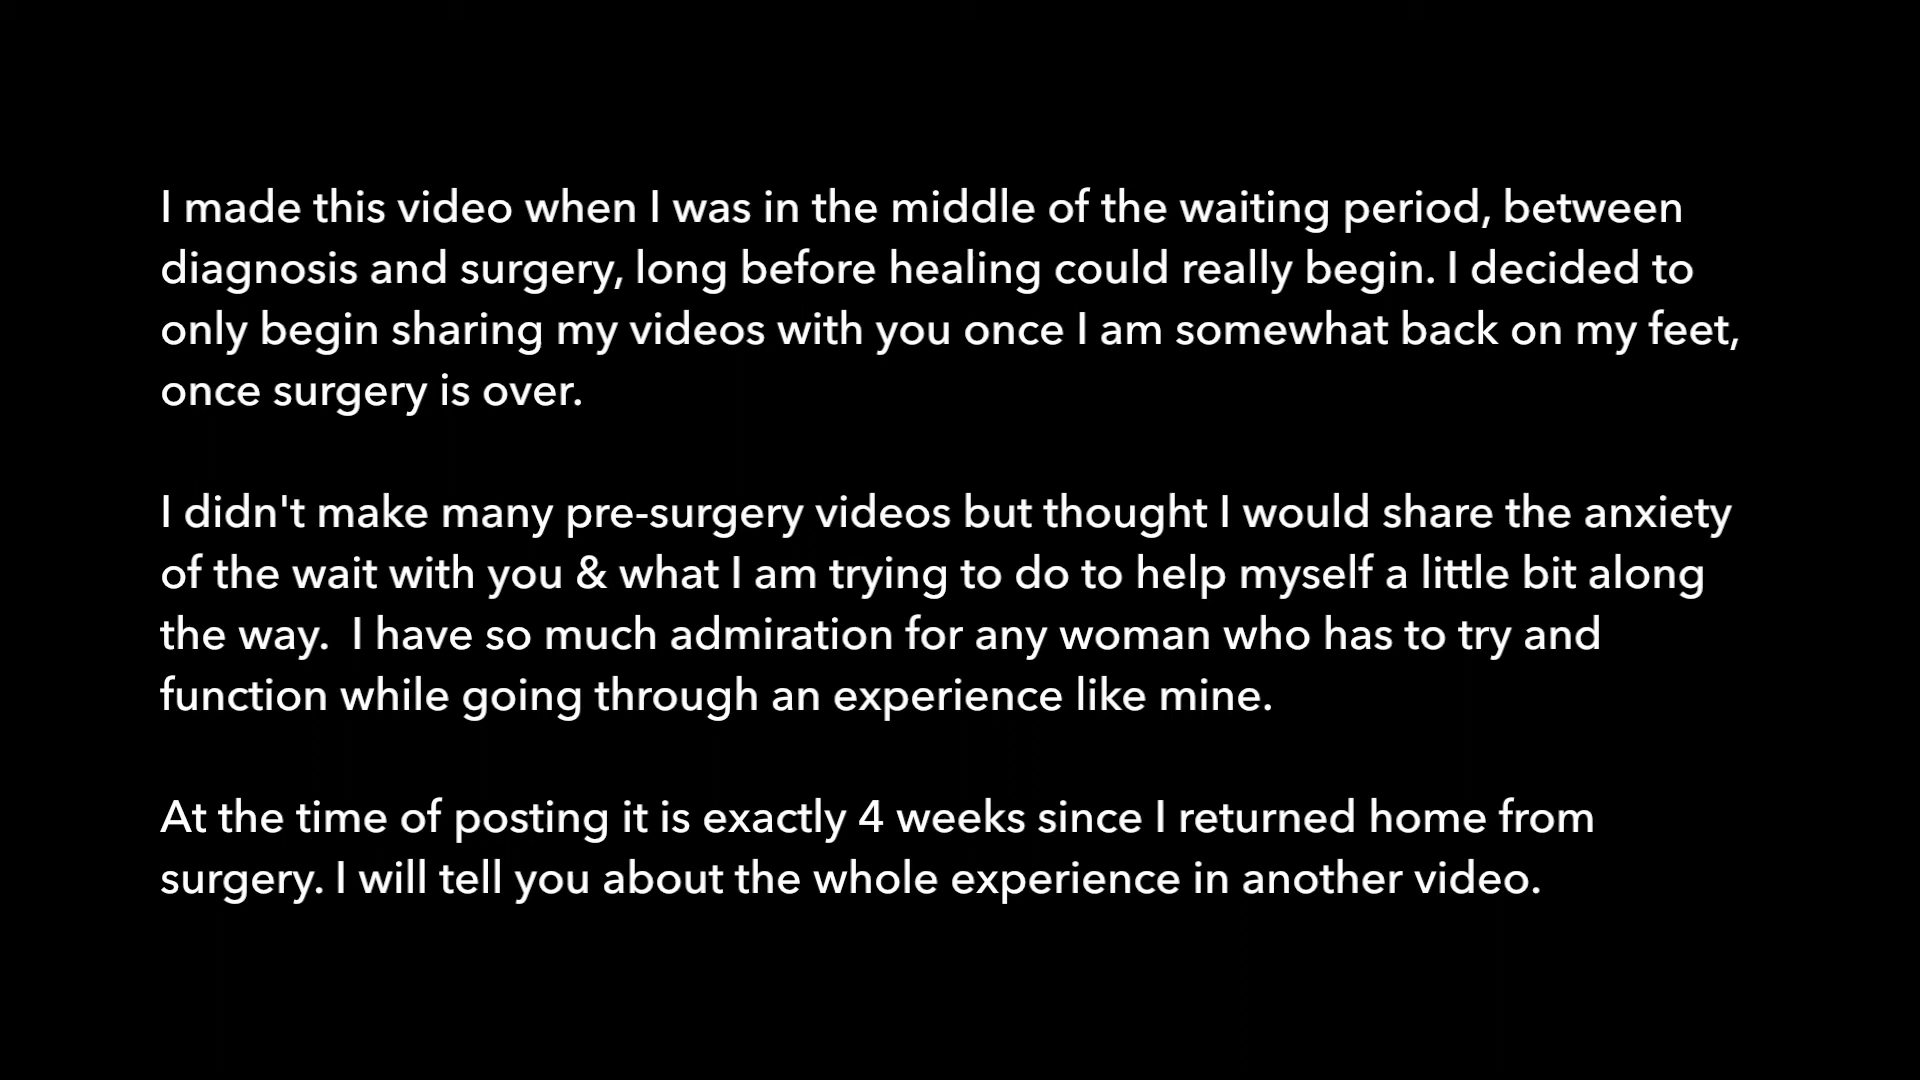 I made this video when I was in the middle of the waiting period, between
diagnosis and surgery, long before healing could really begin. I decided to
only begin sharing my videos with you once I am somewhat back on my feet,
once surgery is over.
I didn't make many pre-surgery videos but thought I would share the anxiety
of the wait with you & what I am trying to do to help myself a little bit along
the way.  I have so much admiration for any woman who has to try and
function while going through an experience like mine.
At the time of posting it is exactly 4 weeks since I returned home from
surgery. I will tell you about the whole experience in another video.